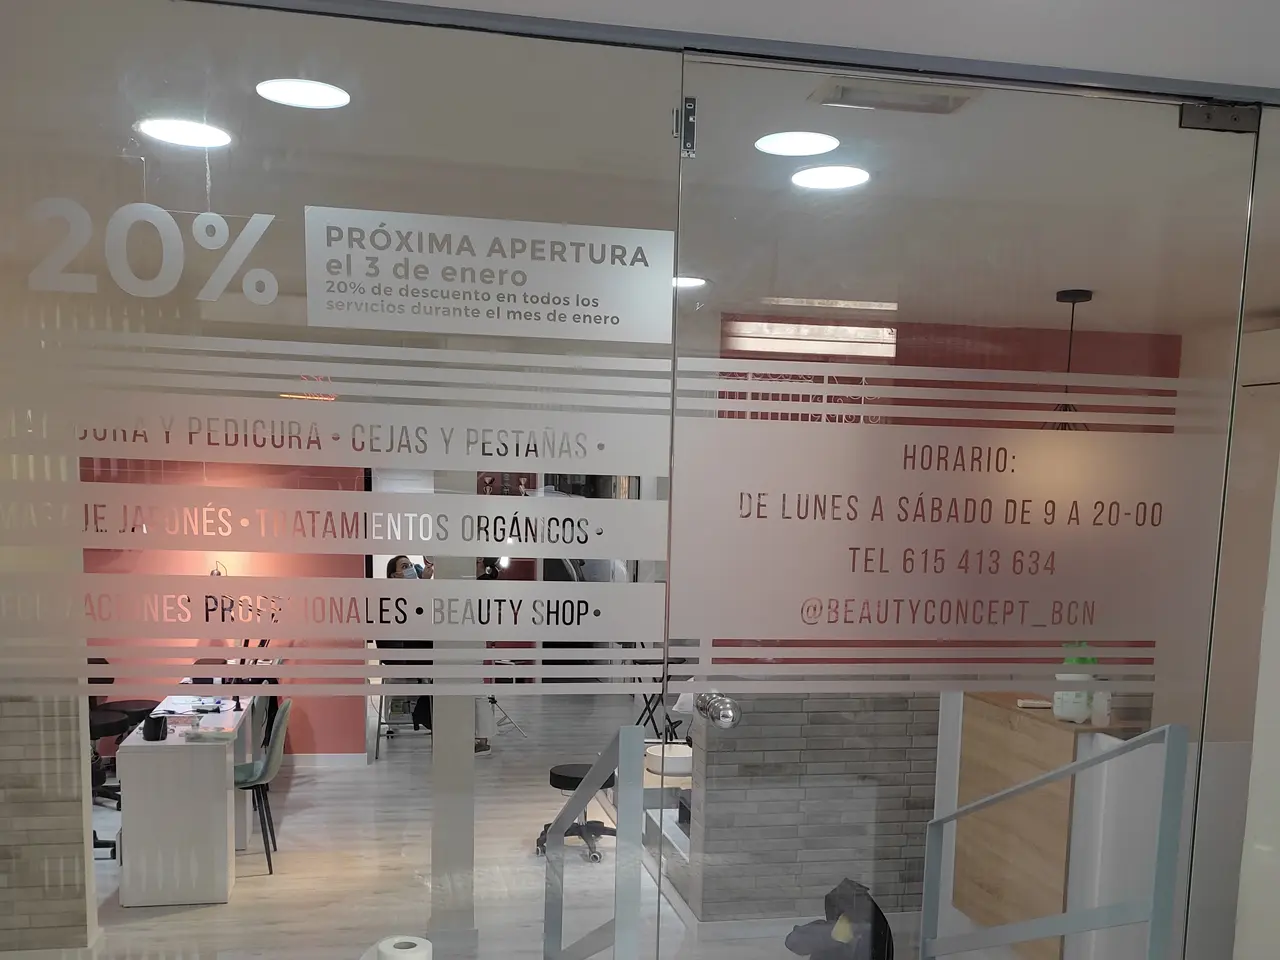 20%
PRÓXIMA APERTURA
el 3 de enero
20% de descuento en todos los
servicios durante el mes de enero
Y PEDICURA • CEJAS Y PESTAÑAS •
JAPONÉS • TRATAMIENTOS ORGÁNICOS •
PROFESIONALES • BEAUTY SHOP •
HORARIO:
DE LUNES A SÁBADO DE 9 A 20-00
TEL 615 413 634
@BEAUTYCONCEPT_BCN